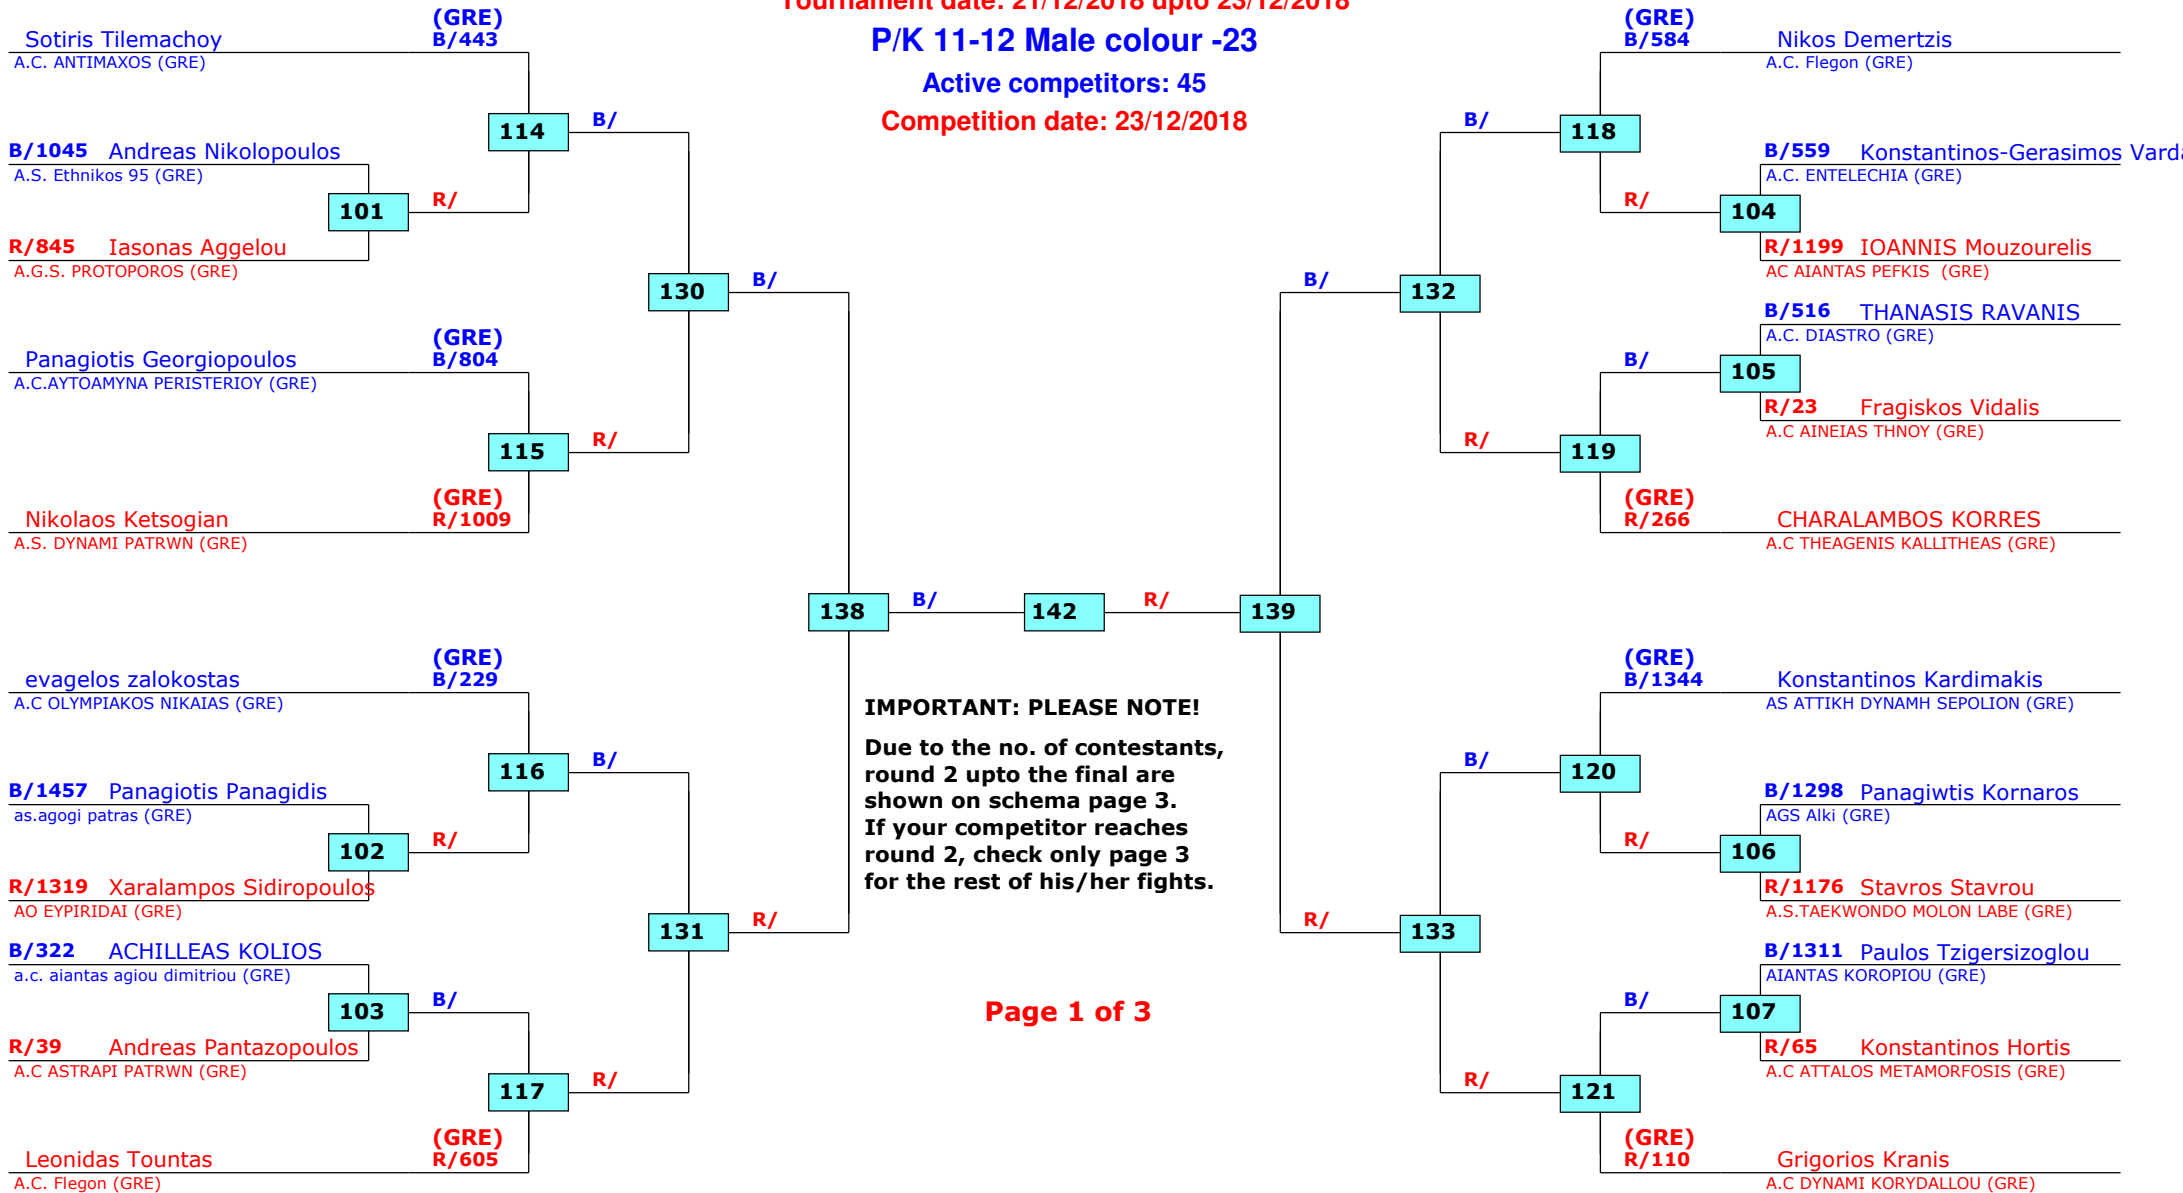 Tournament date: 21/12/2018 upto 23/12/2018
P/K 11-12 Male colour -23
Active competitors: 45
Competition date: 23/12/2018
(GRE)
Sotiris Tilemachoy B/443
A.C. ANTIMAXOS (GRE)
114 B/
B/1045 Andreas Nikolopoulos
A.S. Ethnikos 95 (GRE)
101 R/
R/845 Iasonas Aggelou
A.G.S. PROTOPOROS (GRE)
130 B/
(GRE)
Panagiotis Georgiopoulos B/804
A.C.AYTOAMYNA PERISTERIOY (GRE)
115 R/
(GRE)
Nikolaos Ketsogian R/1009
A.S. DYNAMI PATRWN (GRE)
138 B/ 142 R/ 139
(GRE)
evagelos zalokostas B/229
A.C OLYMPIAKOS NIKAIAS (GRE)
116 B/
B/1457 Panagiotis Panagidis
as.agogi patras (GRE)
102 R/
R/1319 Xaralampos Sidiropoulos
AO EYPIRIDAI (GRE)
131 R/
B/322 ACHILLEAS KOLIOS
a.c. aiantas agiou dimitriou (GRE)
103 B/
R/39 Andreas Pantazopoulos
A.C ASTRAPI PATRWN (GRE)
117 R/
(GRE)
Leonidas Tountas R/605
A.C. Flegon (GRE)
IMPORTANT: PLEASE NOTE!
Due to the no. of contestants,
round 2 upto the final are
shown on schema page 3.
If your competitor reaches
round 2, check only page 3
for the rest of his/her fights.
Page 1 of 3
(GRE)
B/584 Nikos Demertzis
A.C. Flegon (GRE)
B/ 118
B/559 Konstantinos-Gerasimos
A.C. ENTELECHIA (GRE)
R/ 104
R/1199 IOANNIS Mouzourelis
AC AIANTAS PEFKIS (GRE)
B/ 132
B/516 THANASIS RAVANIS
A.C. DIASTRO (GRE)
B/ 105
R/23 Fragiskos Vidalis
A.C AINEIAS THNOY (GRE)
R/ 119
(GRE)
R/266 CHARALAMBOS KORRES
A.C THEAGENIS KALLITHEAS (GRE)
(GRE)
B/1344 Konstantinos Kardimakis
AS ATTIKH DYNAMH SEPOLION (GRE)
B/ 120
B/1298 Panagiwtis Kornaros
AGS Alki (GRE)
R/ 106
R/1176 Stavros Stavrou
A.S.TAEKWONDO MOLON LABE (GRE)
R/ 133
B/1311 Paulos Tzigersizoglou
AIANTAS KOROPIOU (GRE)
B/ 107
R/65 Konstantinos Hortis
A.C ATTALOS METAMORFOSIS (GRE)
R/ 121
(GRE)
R/110 Grigorios Kranis
A.C DYNAMI KORYDALLOU (GRE)